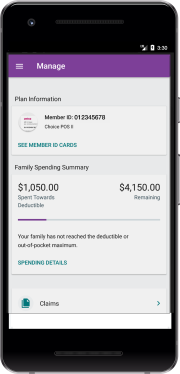 3:30
Manage
Plan Information
Member ID: 012345678
Choice POS II
SEE MEMBER ID CARDS
Family Spending Summary
$1,050.00 $4,150.00
Spent Towards Remaining
Deductible
Your family has not reached the deductible or
out-of-pocket maximum.
SPENDING DETAILS
Claims